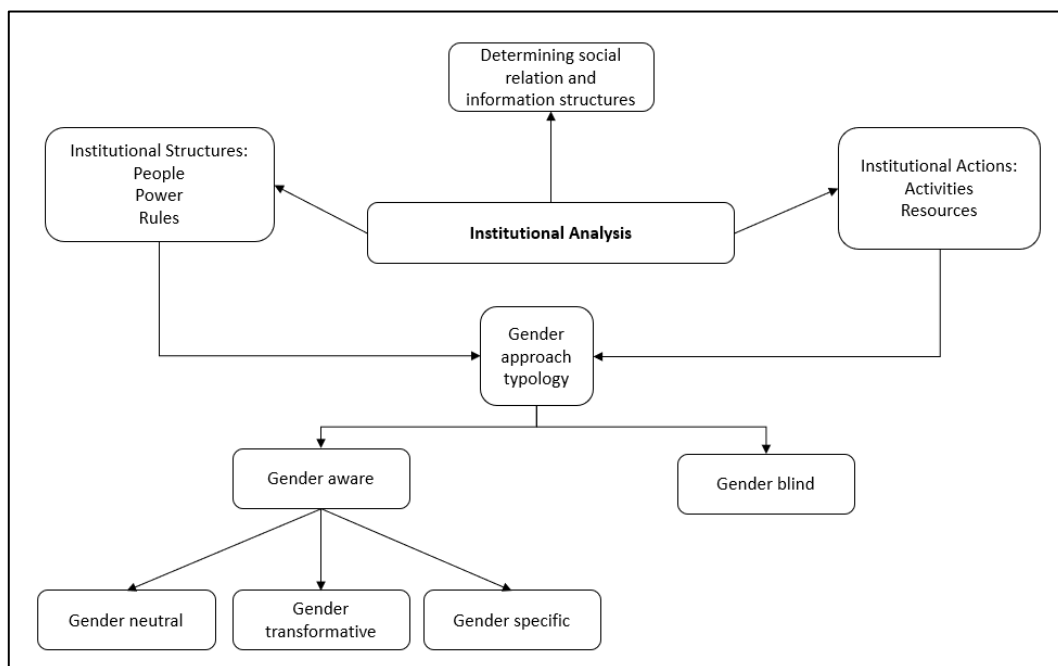 Determining social
relation and
information structures
Institutional Structures:
People
Power
Rules
Institutional Actions:
Activities
Resources
Institutional Analysis
Gender
approach
typology
Gender aware
Gender blind
Gender neutral
Gender
transformative
Gender specific